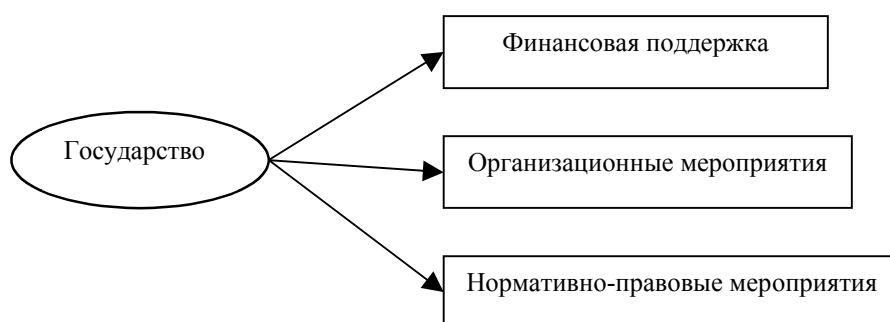 Финансовая поддержка
Государство
Организационные мероприятия
Нормативно-правовые мероприятия